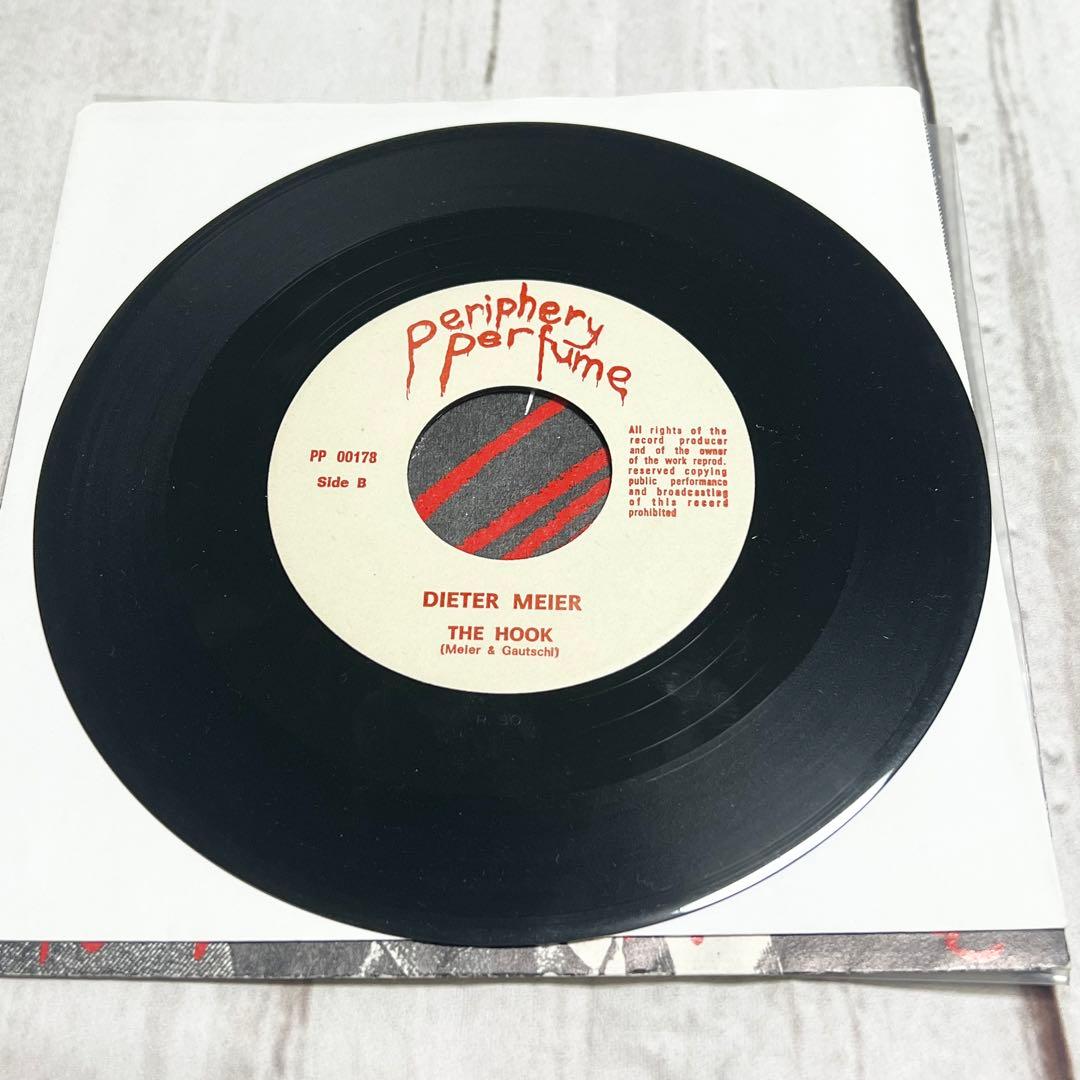 Periphery
Perfume
PP 00178
Side B
All rights of the
record producer
and of the owner
of the work reprod.
reserved copying
public performance
and broadcasting
of this record
prohibited
DIETER MEIER
THE HOOK
(Meier & Gautschi)